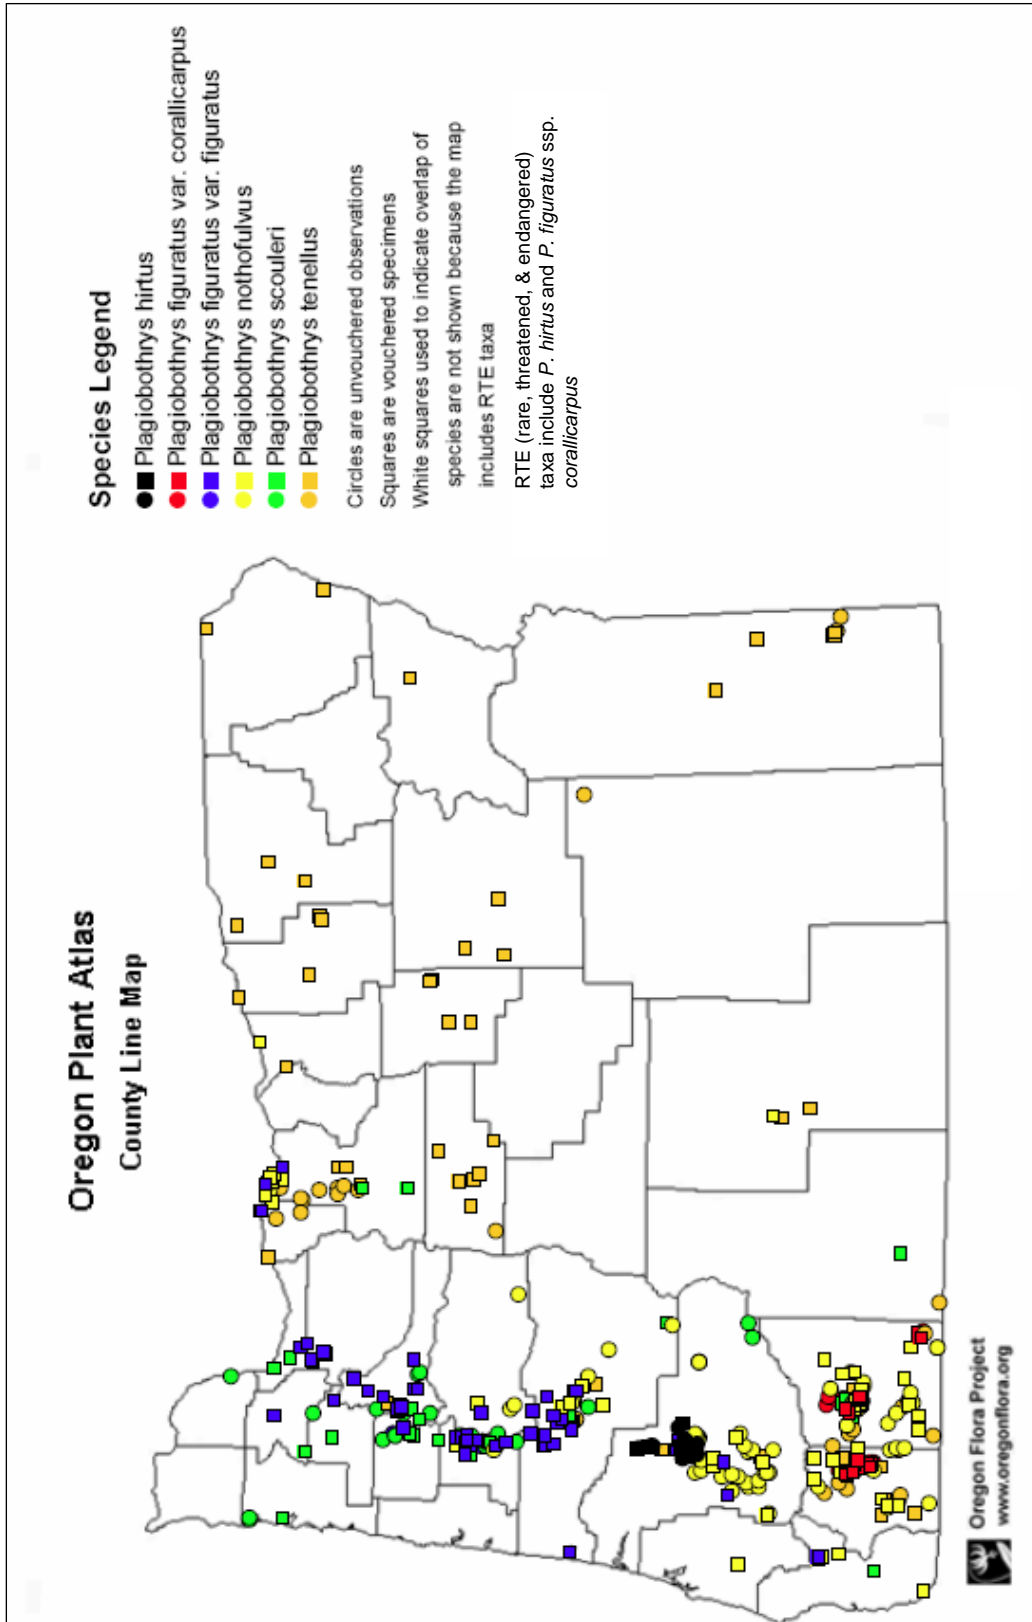 Oregon Plant Atlas
County Line Map
Species Legend
Plagiobothrys hirtus
Plagiobothrys figuratus var. corallicarpus
Plagiobothrys figuratus var. figuratus
Plagiobothrys nothofulvus
Plagiobothrys scouleri
Plagiobothrys tenellus
Circles are unvouchered observations
Squares are vouchered specimens
White squares used to indicate overlap of
species are not shown because the map
includes RTE taxa
RTE (rare, threatened, & endangered)
taxa include P. hirtus and P. figuratus ssp.
corallicarpus
Oregon Flora Project
www.oregonflora.org